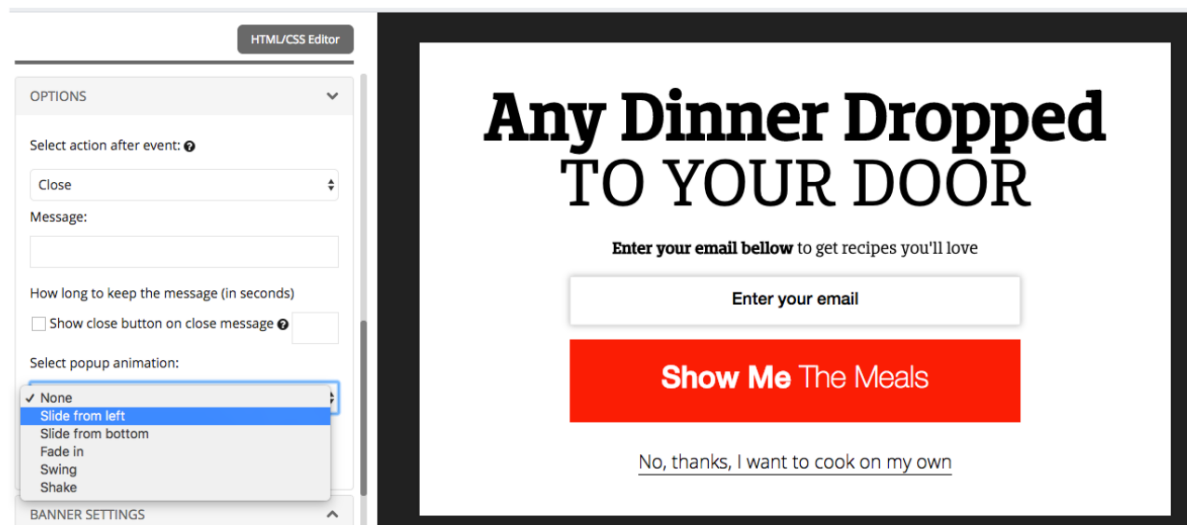 HTML/CSS Editor
OPTIONS
Select action after event:
Close
Message:
How long to keep the message (in seconds)
Show close button on close message
Select popup animation:
✓ None
Slide from left
Slide from bottom
Fade in
Swing
Shake
BANNER SETTINGS
Any Dinner Dropped
TO YOUR DOOR
Enter your email bellow to get recipes you'll love
Enter your email
Show Me The Meals
No, thanks, I want to cook on my own